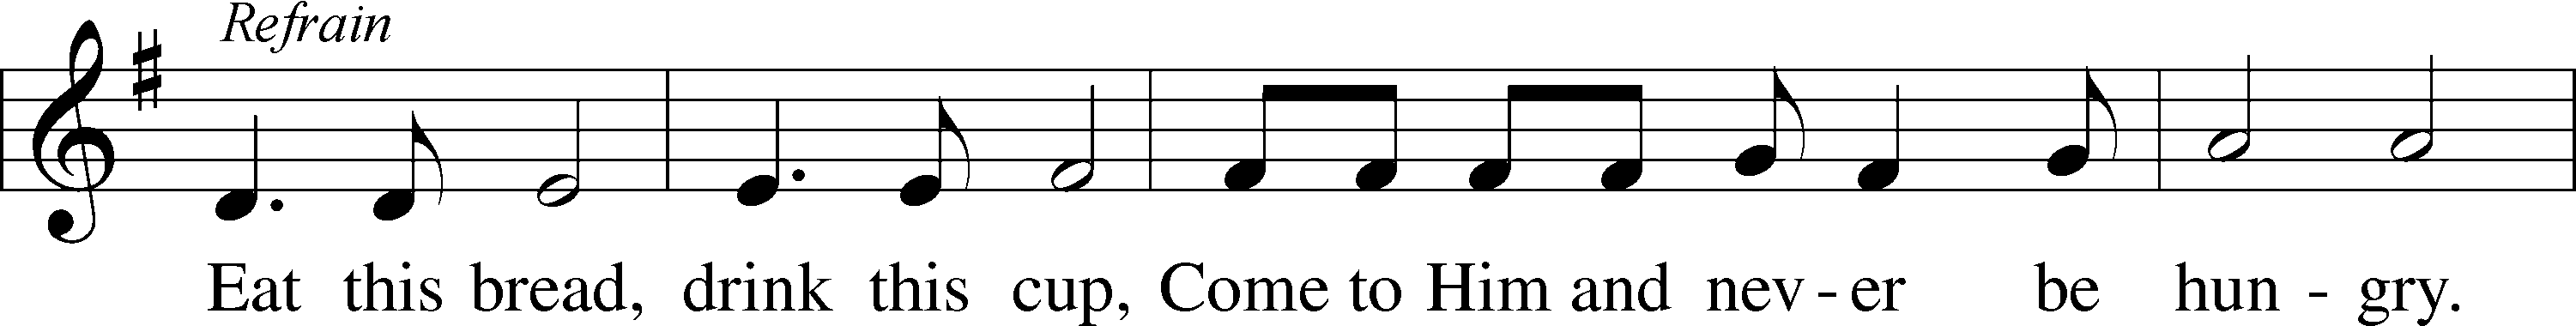 Refrain
Eat this bread, drink this cup, Come to Him and nev - er be hun - gry.